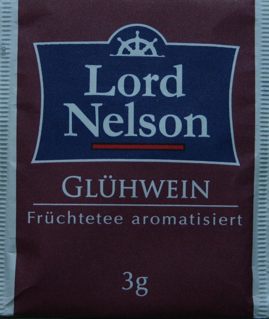 Lord
Nelson
GLÜHWEIN
Früchtetee aromatisiert
3g